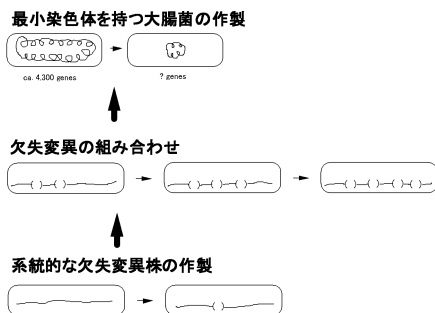 最小染色体を持つ大腸菌の作製
ca. 4,300 genes
? genes
欠失変異の組み合わせ
系統的な欠失変異株の作製